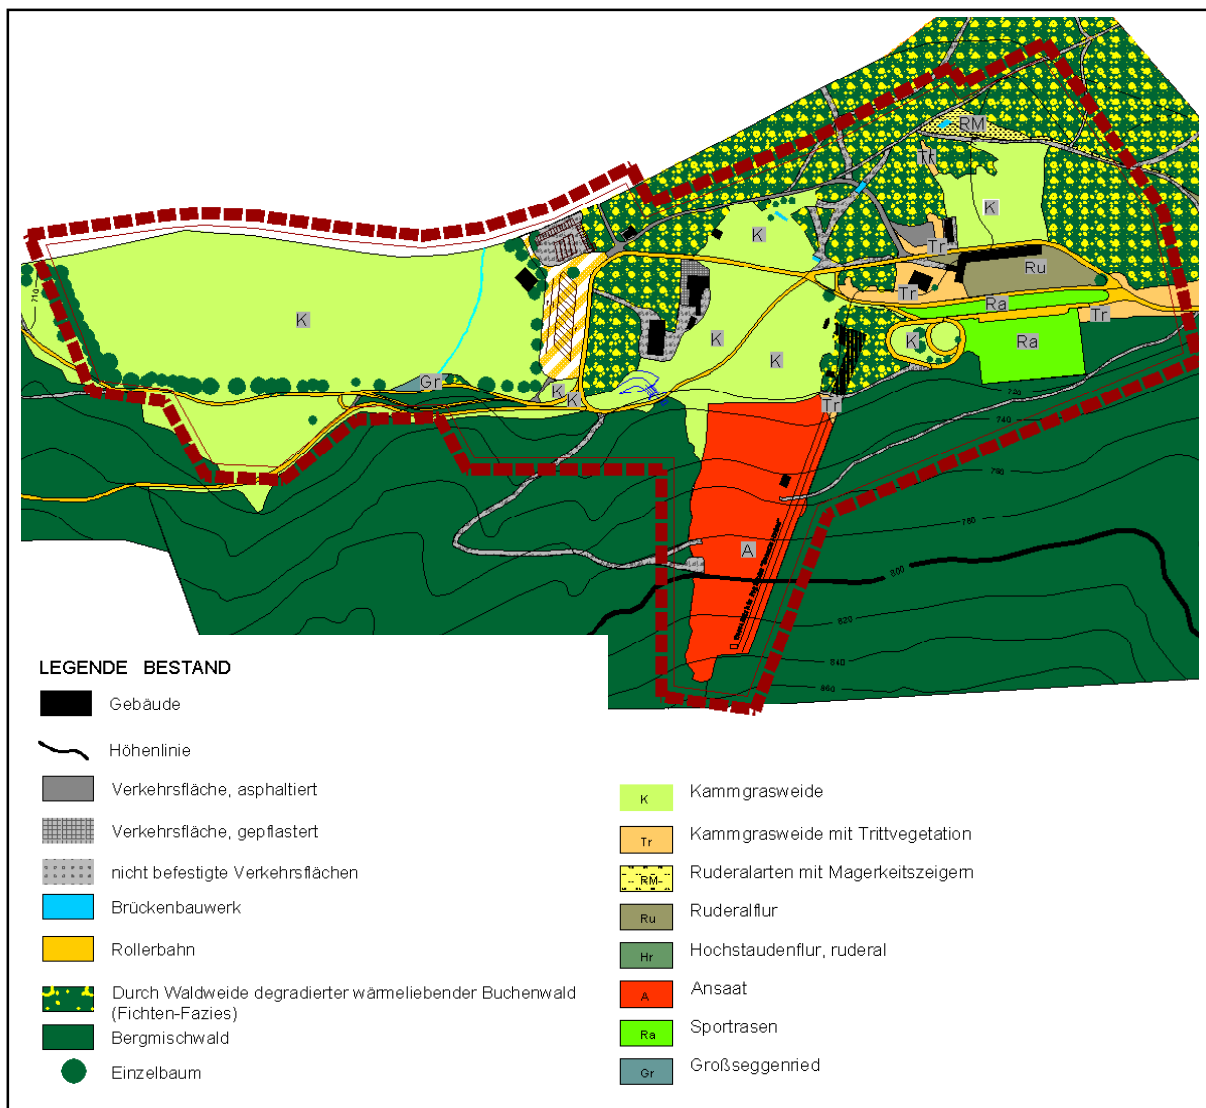 RM
Tr
K
K
Tr
Ru
Tr
Ra
Tr
K
K
K
Ra
K
Gr
K
K
Tr
A
710
720
740
760
780
800
820
840
860
LEGENDE BESTAND
Gebäude
Höhenlinie
Verkehrsfläche, asphaltiert
Verkehrsfläche, gepflastert
nicht befestigte Verkehrsflächen
Brückenbauwerk
Rollerbahn
Durch Waldweide degradierter wärmeliebender Buchenwald
(Fichten-Fazies)
Bergmischwald
Einzelbaum
K Kammgrasweide
Tr Kammgrasweide mit Trittvegetation
RM Ruderalarten mit Magerkeitszeigern
Ru Ruderalflur
Hr Hochstaudenflur, ruderal
A Ansaat
Ra Sportrasen
Gr Großseggenried